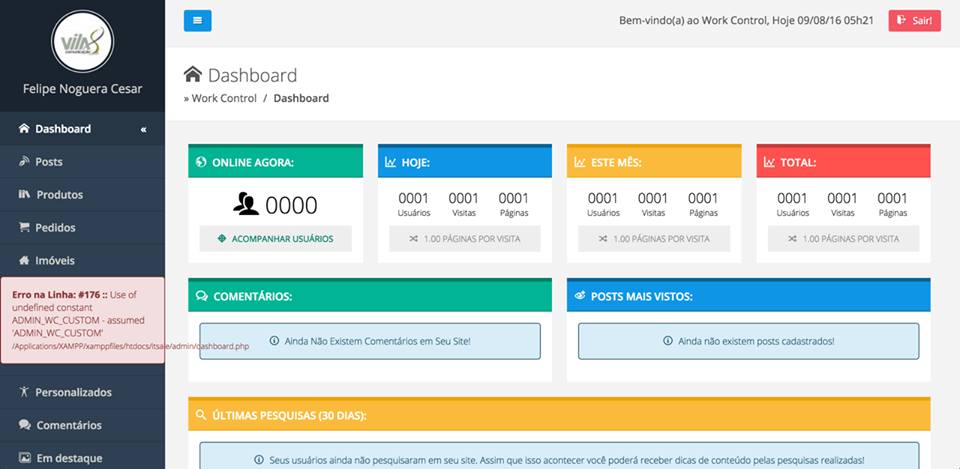 Bem-vindo(a) ao Work Control, Hoje 09/08/16 05h21
Sair!
Vila8
comunicação
Felipe Noguera Cesar
Dashboard «
Posts
Produtos
Pedidos
Imóveis
Erro na Linha: #176 :: Use of
undefined constant
ADMIN_WC_CUSTOM - assumed
'ADMIN_WC_CUSTOM'
/Applications/XAMPP/xamppfiles/htdocs/itsale/admin/dashboard.php
Personalizados
Comentários
Em destaque
Dashboard
» Work Control / Dashboard
ONLINE AGORA:
0000
ACOMPANHAR USUÁRIOS
HOJE:
0001 0001 0001
Usuários Visitas Páginas
1.00 PÁGINAS POR VISITA
ESTE MÊS:
0001 0001 0001
Usuários Visitas Páginas
1.00 PÁGINAS POR VISITA
TOTAL:
0001 0001 0001
Usuários Visitas Páginas
1.00 PÁGINAS POR VISITA
COMENTÁRIOS:
Ainda Não Existem Comentários em Seu Site!
POSTS MAIS VISTOS:
Ainda não existem posts cadastrados!
ÚLTIMAS PESQUISAS (30 DIAS):
Seus usuários ainda não pesquisaram em seu site. Assim que isso acontecer você poderá receber dicas de conteúdo pelas pesquisas realizadas!